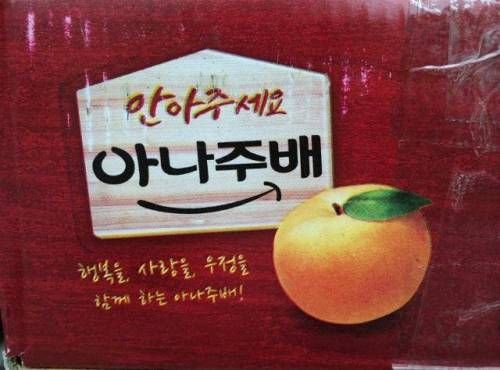 안아주세요
아나주배
행복을, 사랑을, 우정을
함께 하는 아나주배!